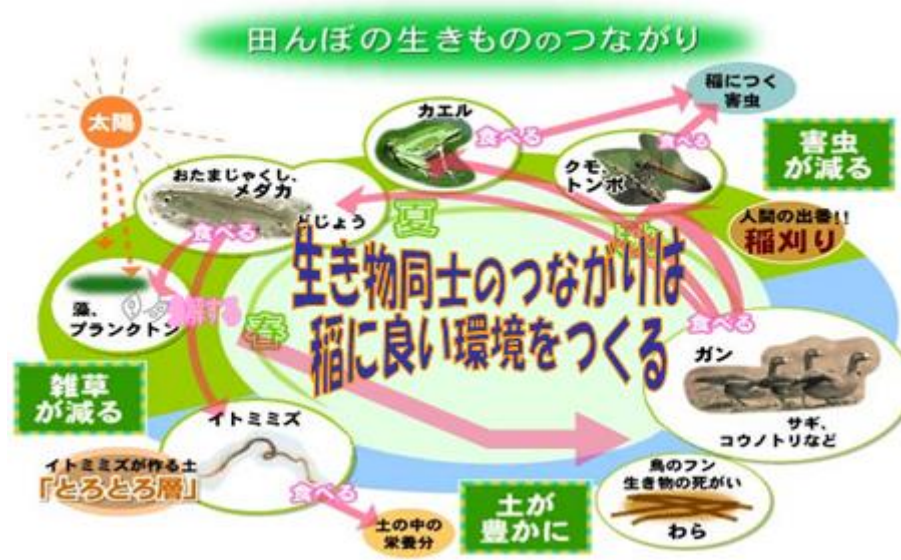 田んぼの生きもののつながり
太陽
カエル
食べる
稲につく
害虫
食べる
クモ、
トンボ
害虫
が減る
おたまじゃくし、
メダカ
どじょう
食べる
夏
人間の出番!!
稲刈り
生き物同士のつながりは
稲に良い環境をつくる
藻、
プランクトン
春
食べる
ガン
サギ、
コウノトリなど
雑草
が減る
イトミミズ
イトミミズが作る土
「とろとろ層」
食べる
土の中の
栄養分
土が
豊かに
鳥のフン
生き物の死がい
わら